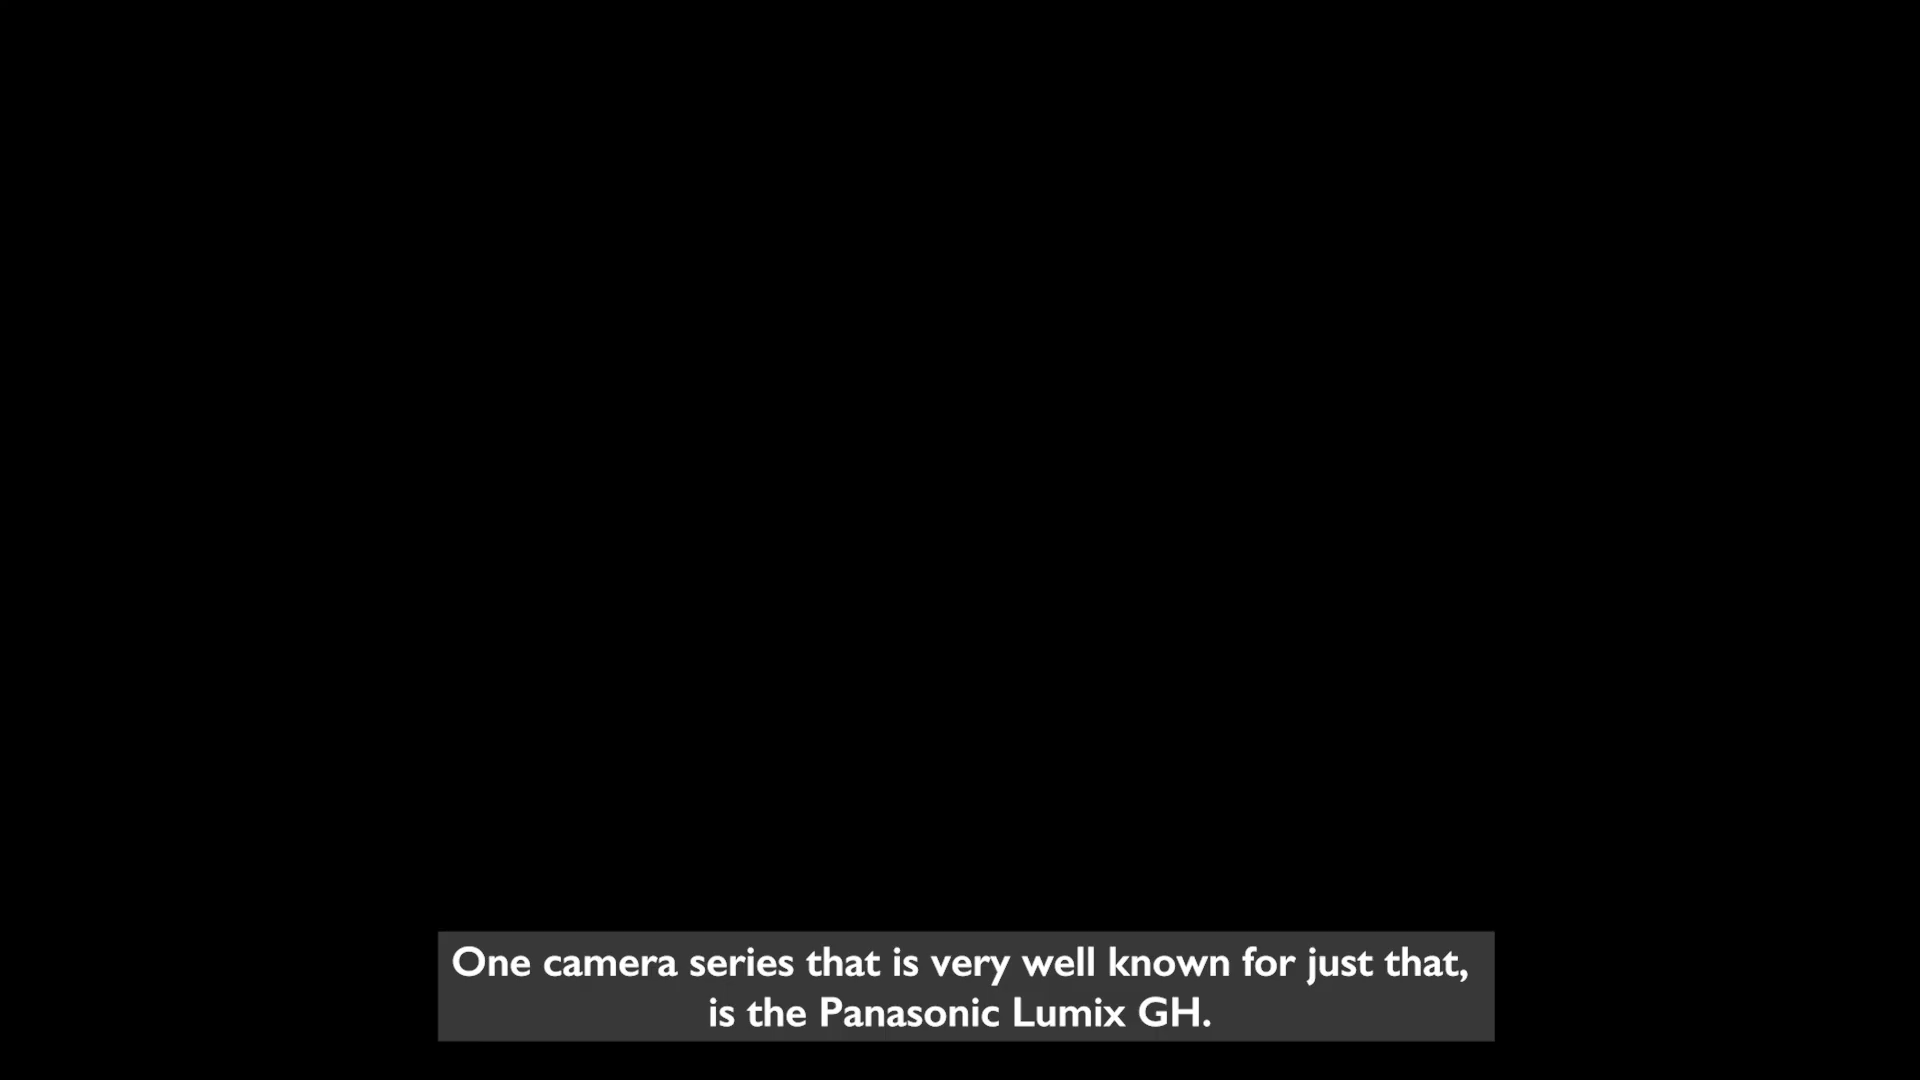 One camera series that is very well known for just that,
is the Panasonic Lumix GH.